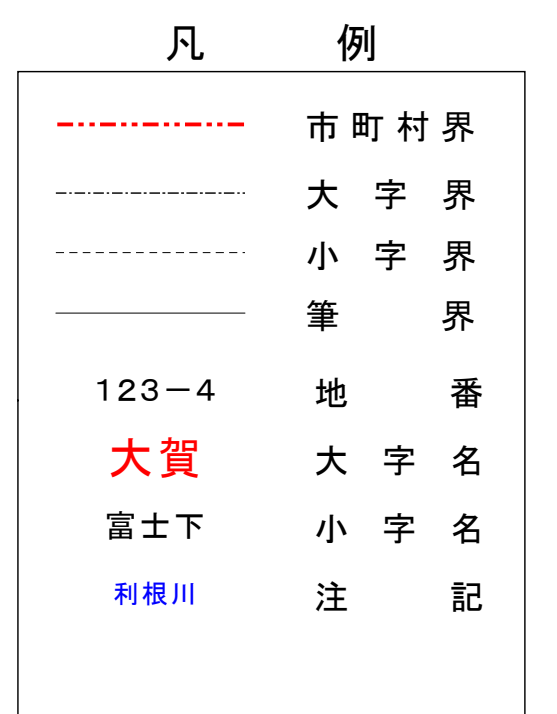 凡例
市町村界
大字界
小字界
筆界
123－4 地番
大賀 大字名
富士下 小字名
利根川 注記